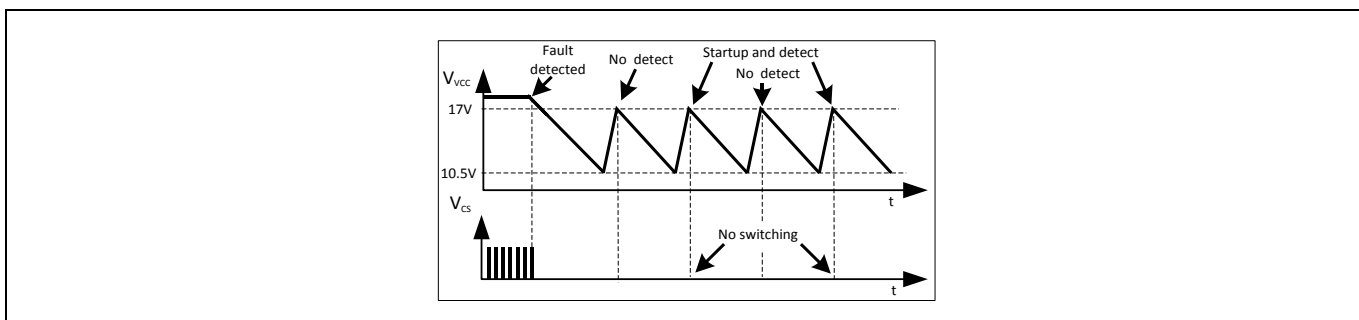 Fault
detected
No detect
Startup and detect
No detect
Vvcc
17V
10.5V
t
Vcs
No switching
t